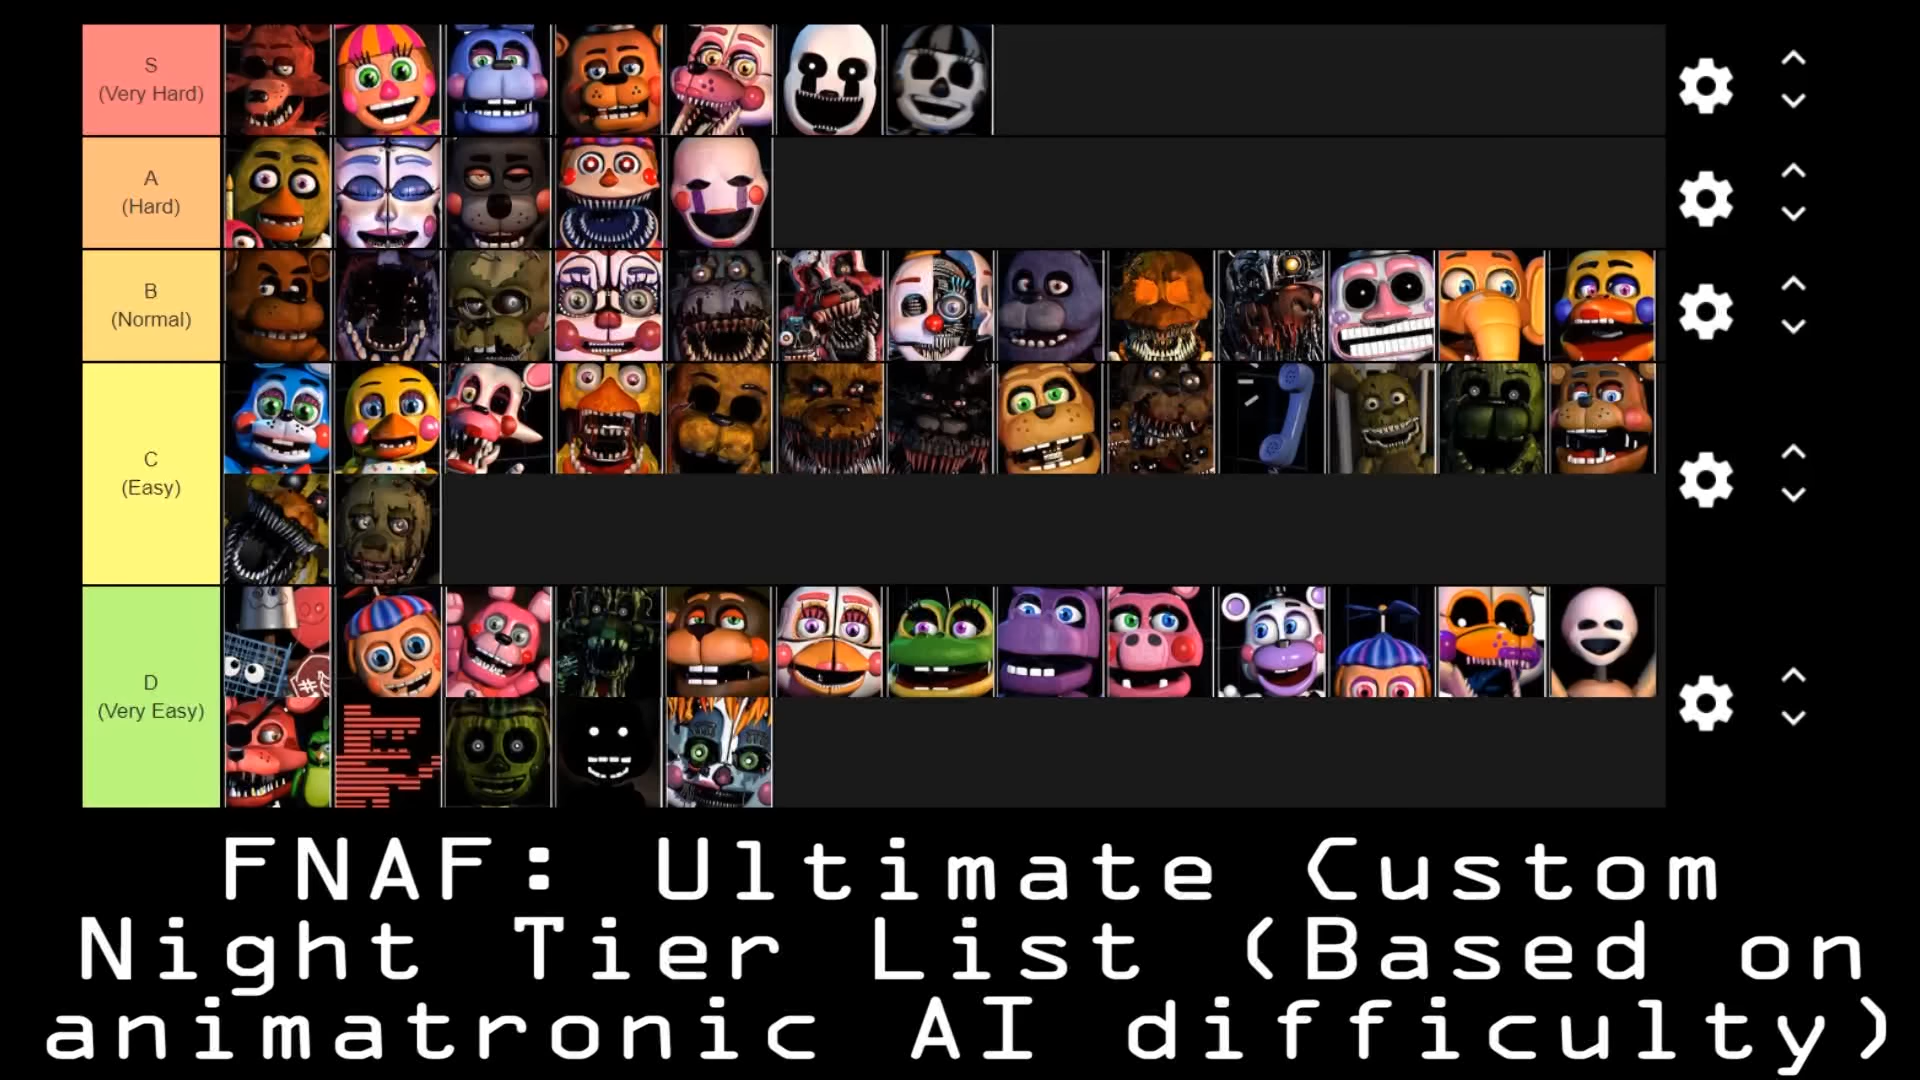 S
(Very Hard)
A
(Hard)
B
(Normal)
C
(Easy)
D
(Very Easy)
FNAF: Ultimate Custom
Night Tier List (Based on
animatronic AI difficulty)